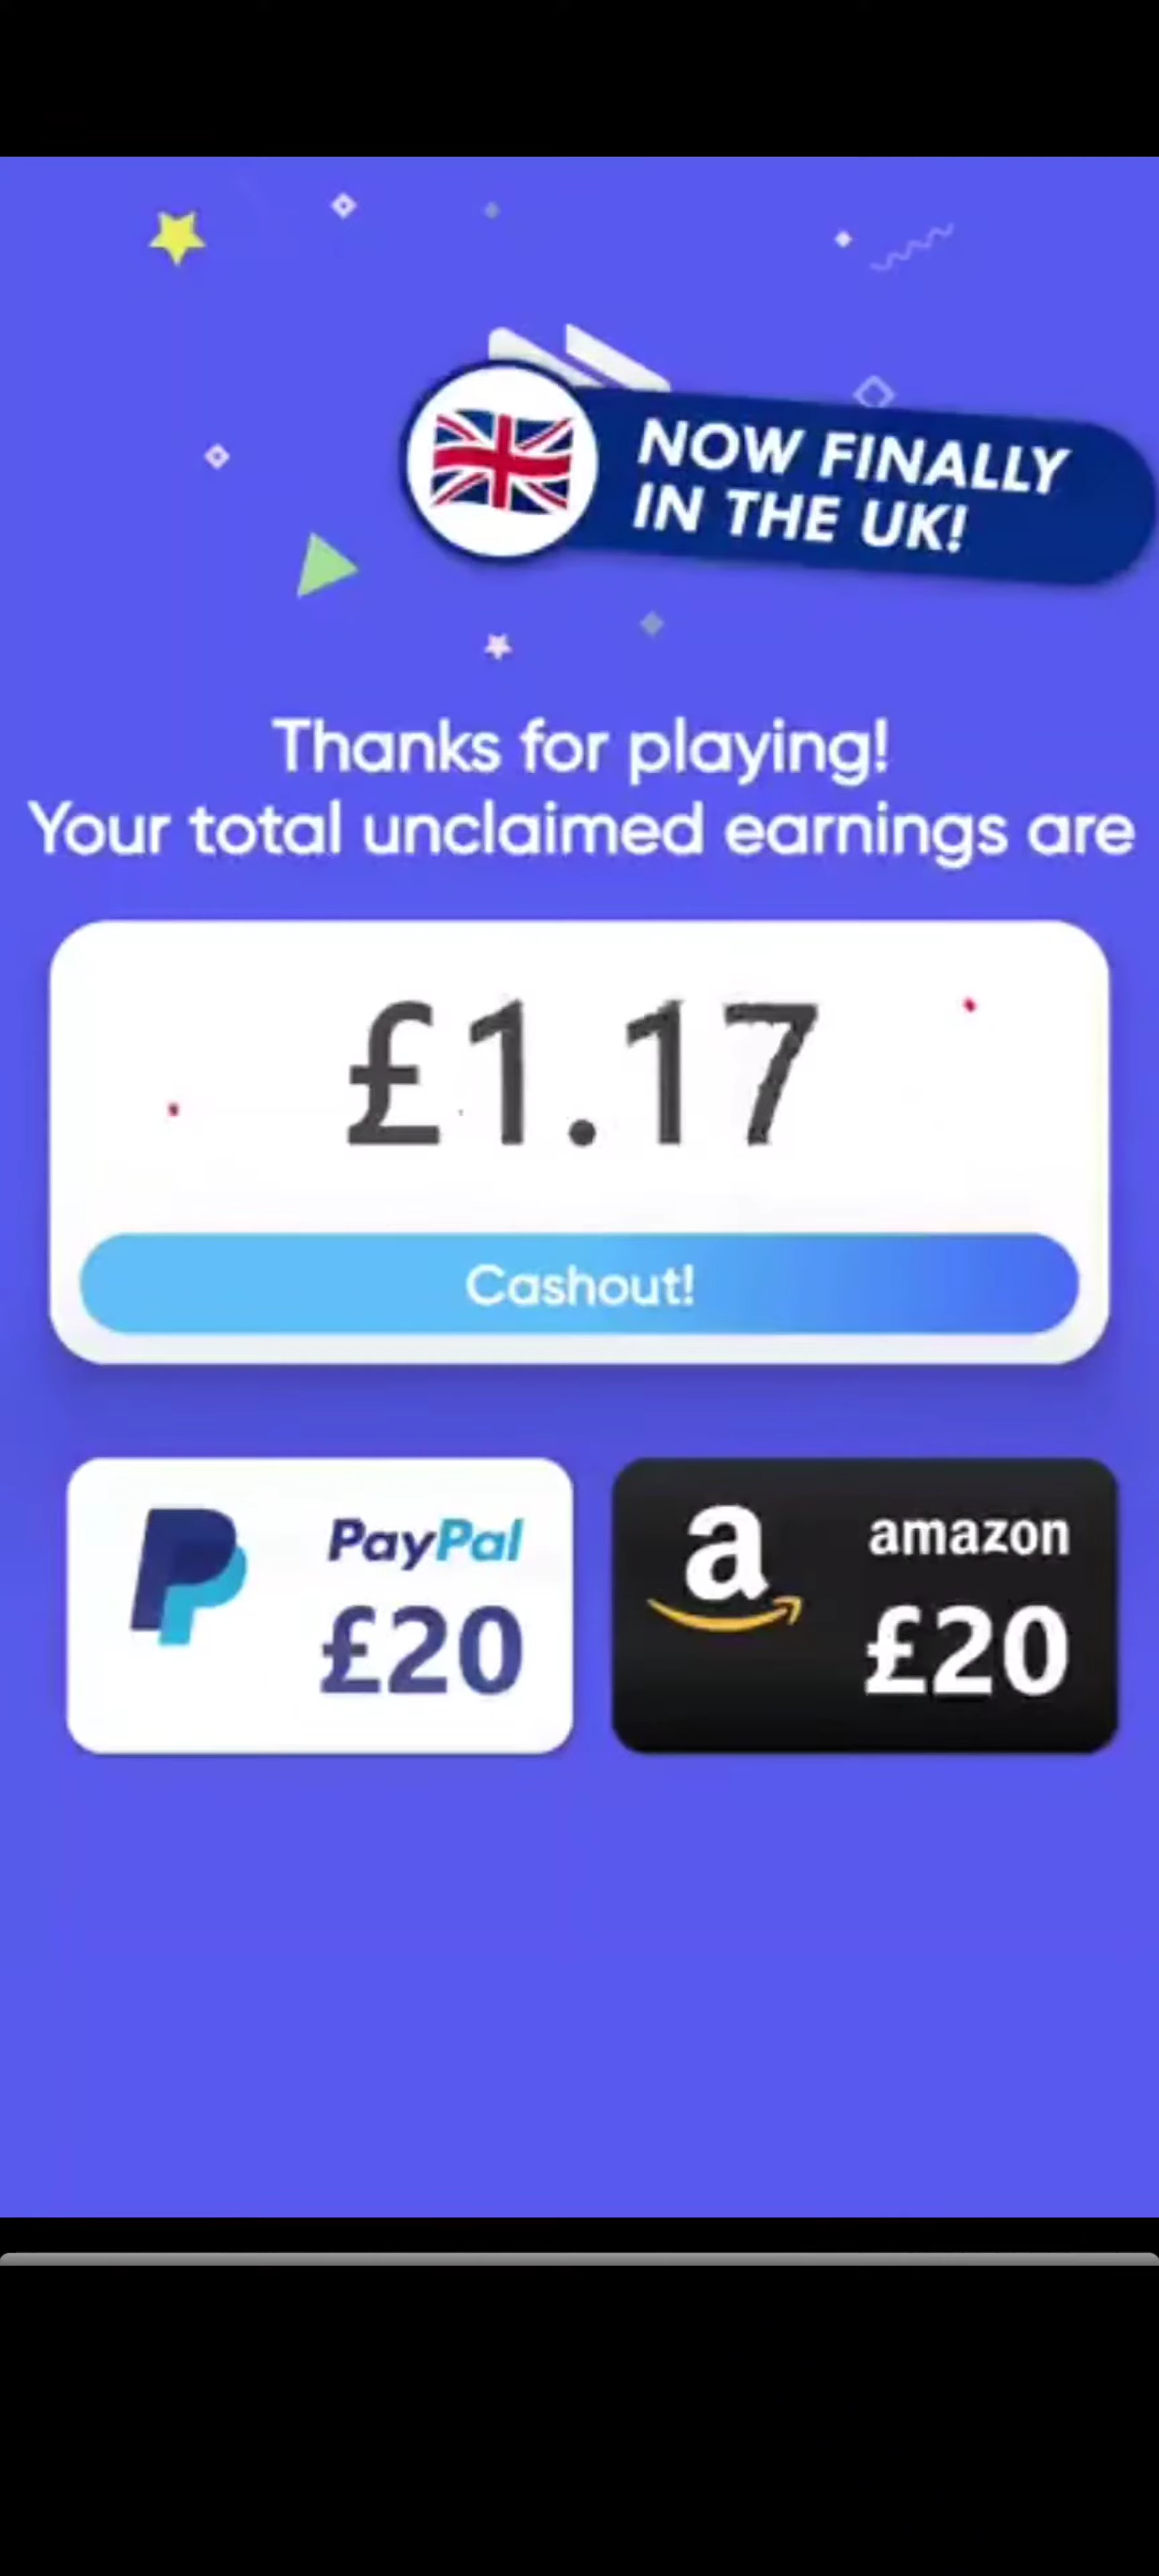 NOW FINALLY
IN THE UK!
Thanks for playing!
Your total unclaimed earnings are
£1.17
Cashout!
PayPal
£20
a amazon
£20